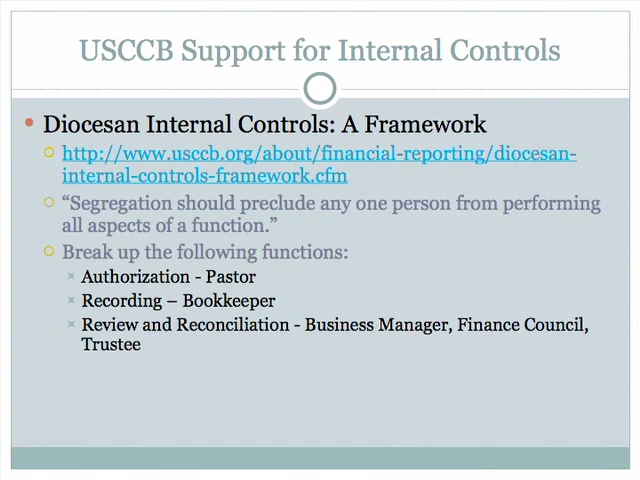 USCCB Support for Internal Controls
Diocesan Internal Controls: A Framework
http://www.usccb.org/about/financial-reporting/diocesan-
internal-controls-framework.cfm
“Segregation should preclude any one person from performing
all aspects of a function.”
Break up the following functions:
Authorization - Pastor
Recording – Bookkeeper
Review and Reconciliation - Business Manager, Finance Council,
Trustee